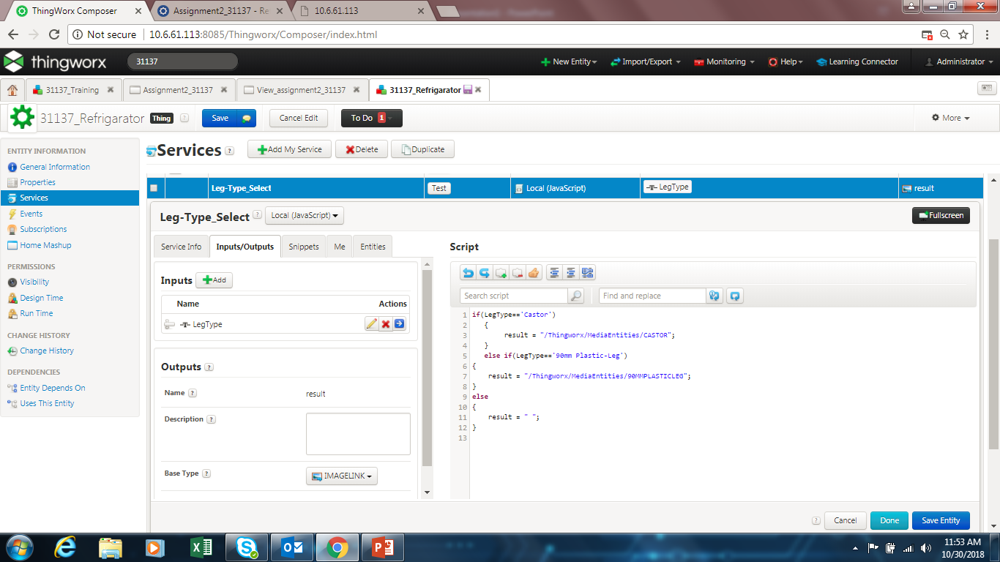 ThingWorx Composer
Assignment2_31137 - Re
10.6.61.113
Not secure
10.6.61.113:8085/Thingworx/Composer/index.html
thingworx
31137
New Entity
Import/Export
Monitoring
Help
Learning Connector
Administrator
31137_Training
Assignment2_31137
View_assignment2_31137
31137_Refrigarator
31137_Refrigarator
Thing
?
Save
Cancel Edit
To Do 1
More
ENTITY INFORMATION
General Information
Properties
Services
Events
Subscriptions
Home Mashup
PERMISSIONS
Visibility
Design Time
Run Time
CHANGE HISTORY
Change History
DEPENDENCIES
Entity Depends On
Uses This Entity
Services ?
Add My Service
Delete
Duplicate
Leg-Type_Select
Test
Local (JavaScript)
LegType
result
Leg-Type_Select ?
Local (JavaScript)
Fullscreen
Service Info
Inputs/Outputs
Snippets
Me
Entities
Inputs
Add
Name
Actions
LegType
Outputs ?
Name ?
result
Description ?
Base Type ?
IMAGELINK
Script
Search script
Find and replace
1 if(LegType=='Castor')
2 {
3 result = "/Thingworx/MediaEntities/CASTOR";
4 }
5 else if(LegType=='90mm Plastic-Leg')
6 {
7 result = "/Thingworx/MediaEntities/90MMPLASTICLEG";
8 }
9 else
10 {
11 result = " ";
12 }
13
?
Cancel
Done
Save Entity
11:53 AM
10/30/2018